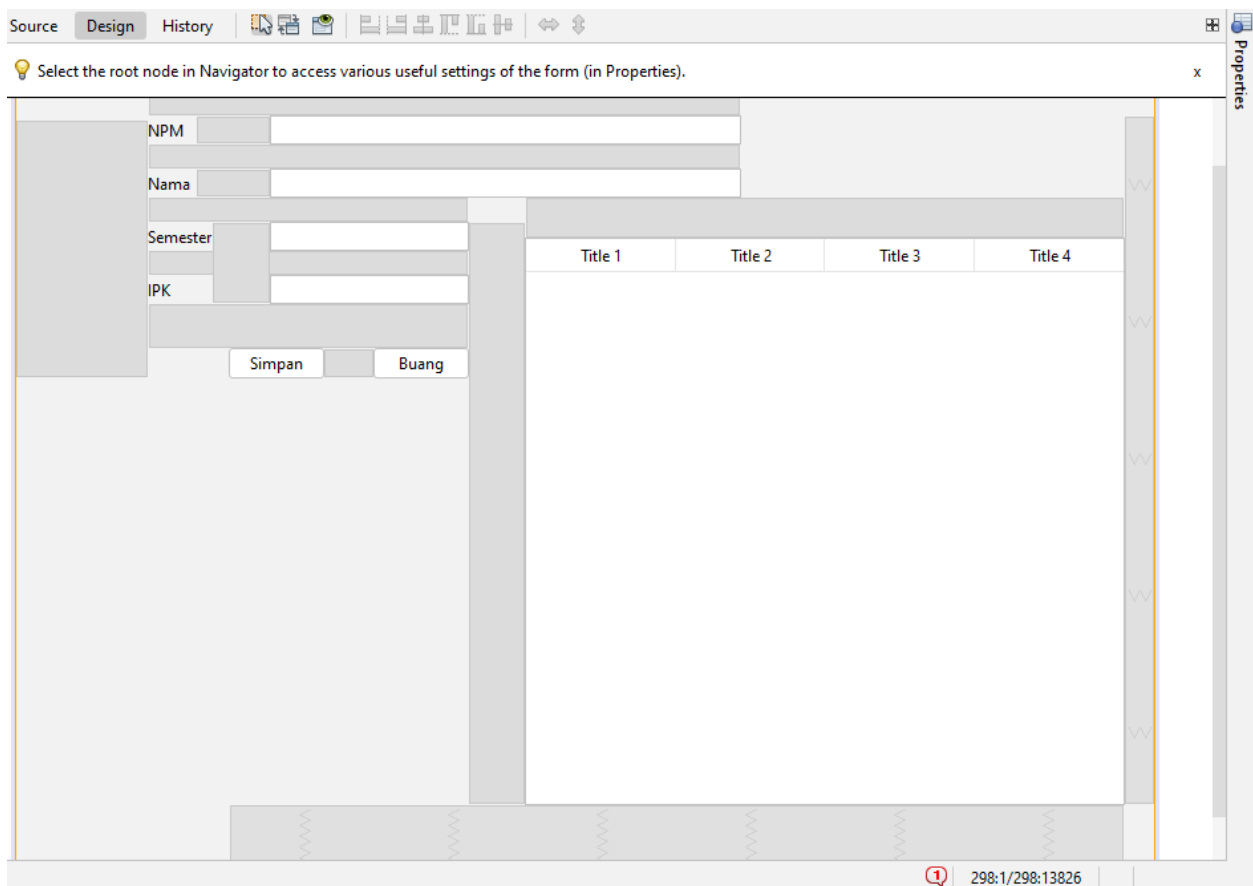 Source Design History
Properties
Select the root node in Navigator to access various useful settings of the form (in Properties). x
NPM
Nama
Semester
Title 1 Title 2 Title 3 Title 4
IPK
Simpan Buang
1 298:1/298:13826